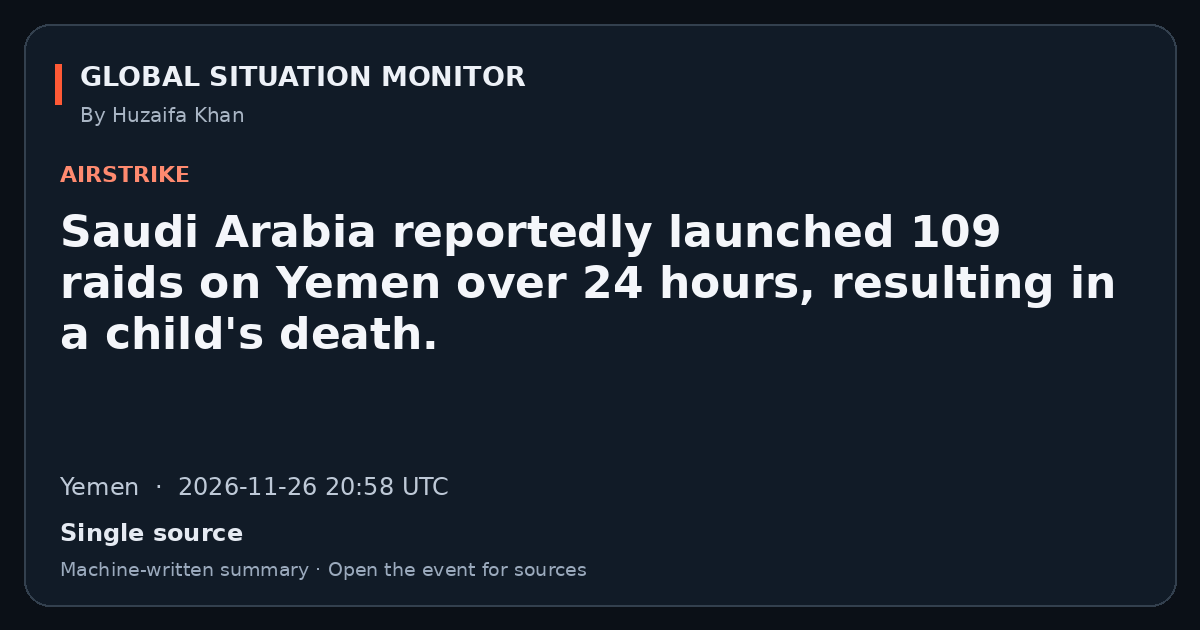 GLOBAL SITUATION MONITOR
By Huzaifa Khan
AIRSTRIKE
Saudi Arabia reportedly launched 109
raids on Yemen over 24 hours, resulting in
a child's death.
Yemen · 2026-11-26 20:58 UTC
Single source
Machine-written summary · Open the event for sources